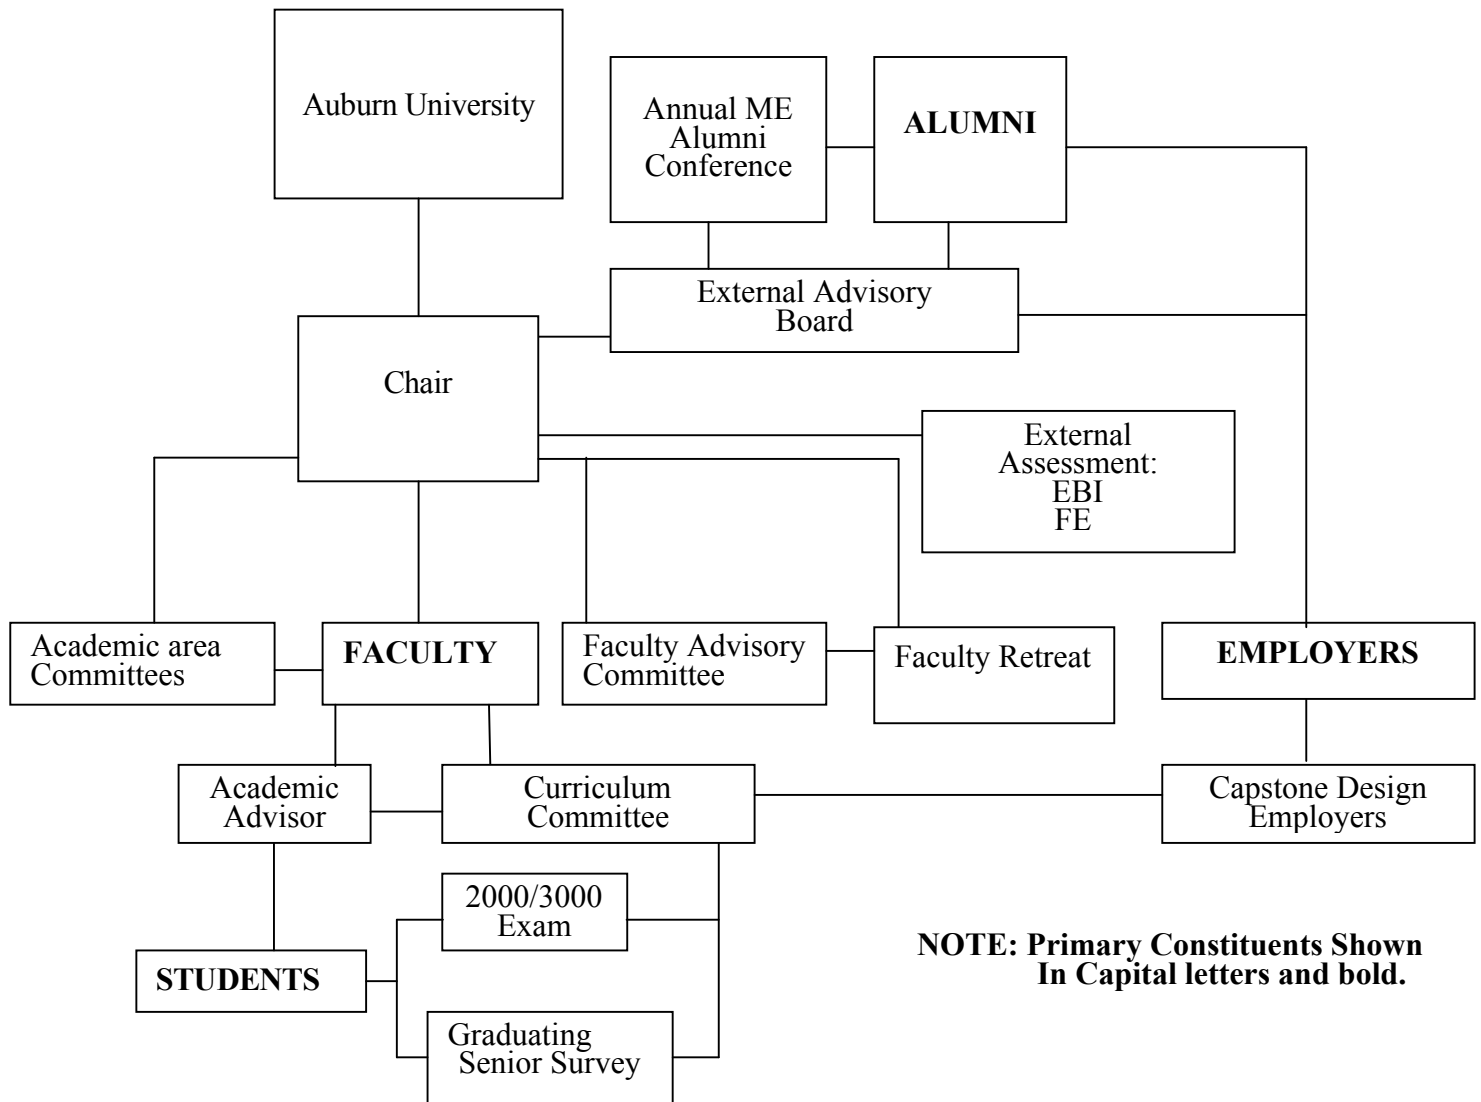 Auburn University
Annual ME
Alumni
Conference
ALUMNI
External Advisory
Board
Chair
External
Assessment:
EBI
FE
Academic area
Committees
FACULTY
Faculty Advisory
Committee
Faculty Retreat
EMPLOYERS
Academic
Advisor
Curriculum
Committee
Capstone Design
Employers
2000/3000
Exam
STUDENTS
NOTE: Primary Constituents Shown
In Capital letters and bold.
Graduating
Senior Survey